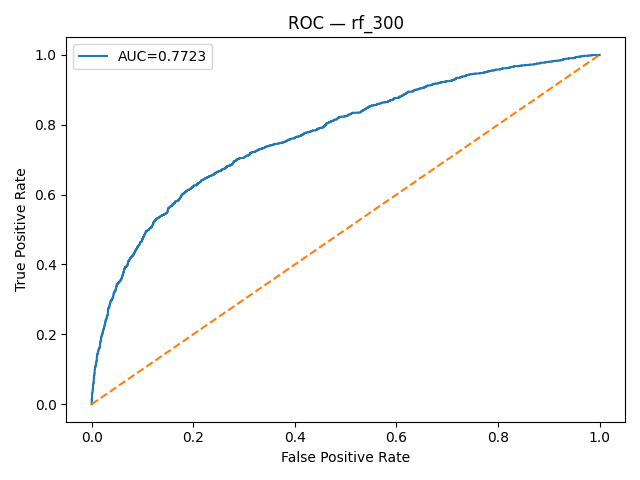 ROC — rf_300
AUC=0.7723
True Positive Rate
1.0
0.8
0.6
0.4
0.2
0.0
0.0 0.2 0.4 0.6 0.8 1.0
False Positive Rate